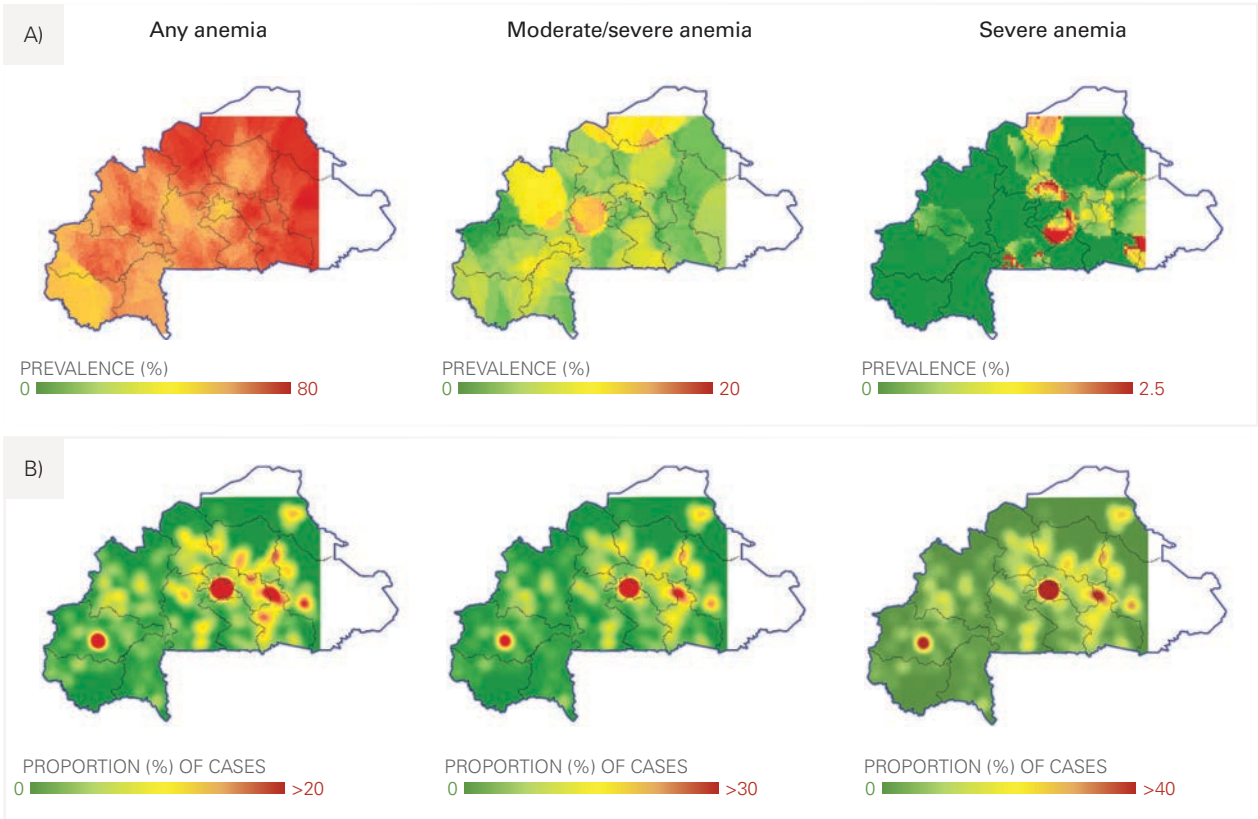 A)
Any anemia
Moderate/severe anemia
Severe anemia
PREVALENCE (%)
0 80
PREVALENCE (%)
0 20
PREVALENCE (%)
0 2.5
B)
PROPORTION (%) OF CASES
0 >20
PROPORTION (%) OF CASES
0 >30
PROPORTION (%) OF CASES
0 >40